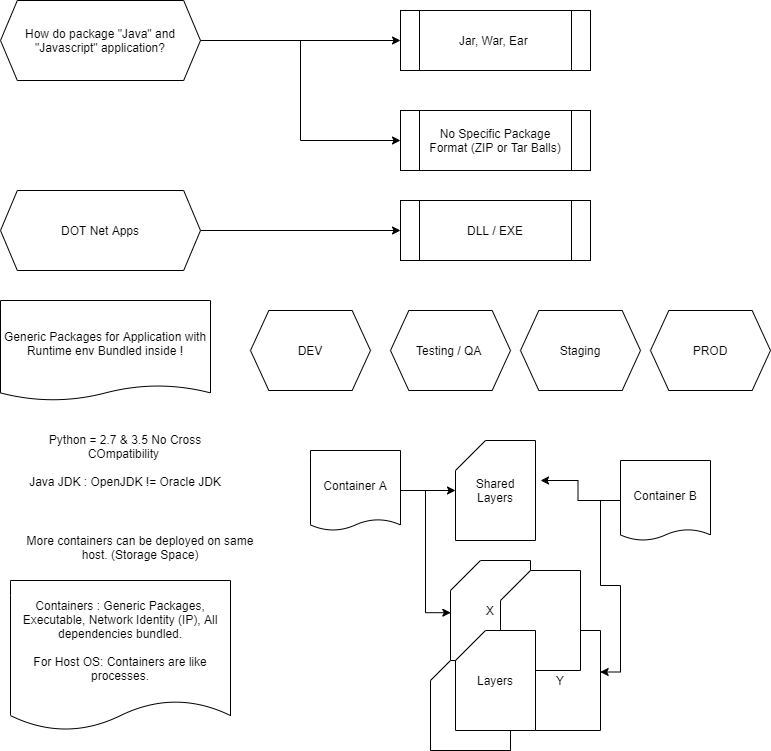 How do package "Java" and
"Javascript" application?
Jar, War, Ear
No Specific Package
Format (ZIP or Tar Balls)
DOT Net Apps
DLL / EXE
Generic Packages for Application with
Runtime env Bundled inside !
DEV
Testing / QA
Staging
PROD
Python = 2.7 & 3.5 No Cross
COmpatibility
Java JDK : OpenJDK != Oracle JDK
Container A
Shared
Layers
Container B
More containers can be deployed on same
host. (Storage Space)
Containers : Generic Packages,
Executable, Network Identity (IP), All
dependencies bundled.
For Host OS: Containers are like
processes.
X
Layers
Y